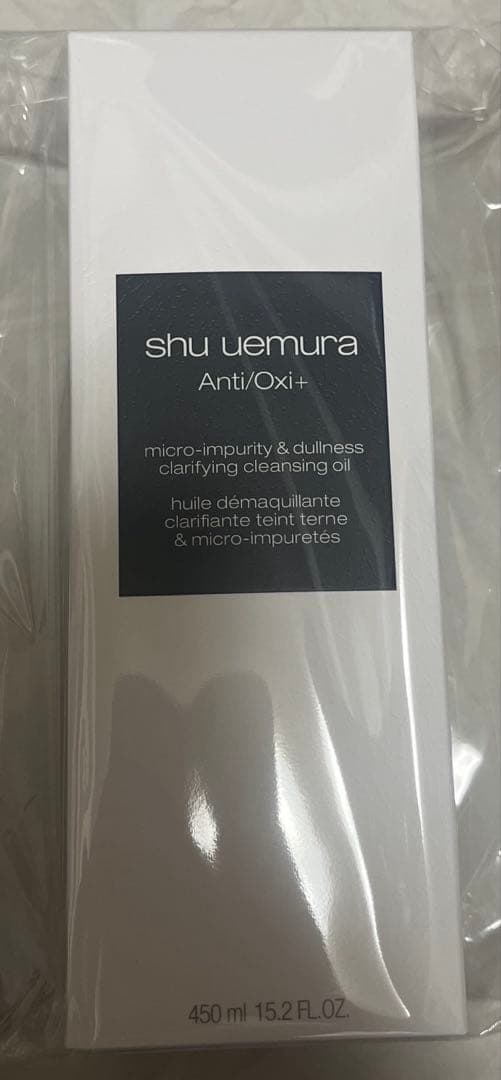 shu uemura
Anti/Oxi+
micro-impurity & dullness
clarifying cleansing oil
huile démaquillante
clarifiante teint terne
& micro-impuretés
450 ml 15.2 FL.OZ.